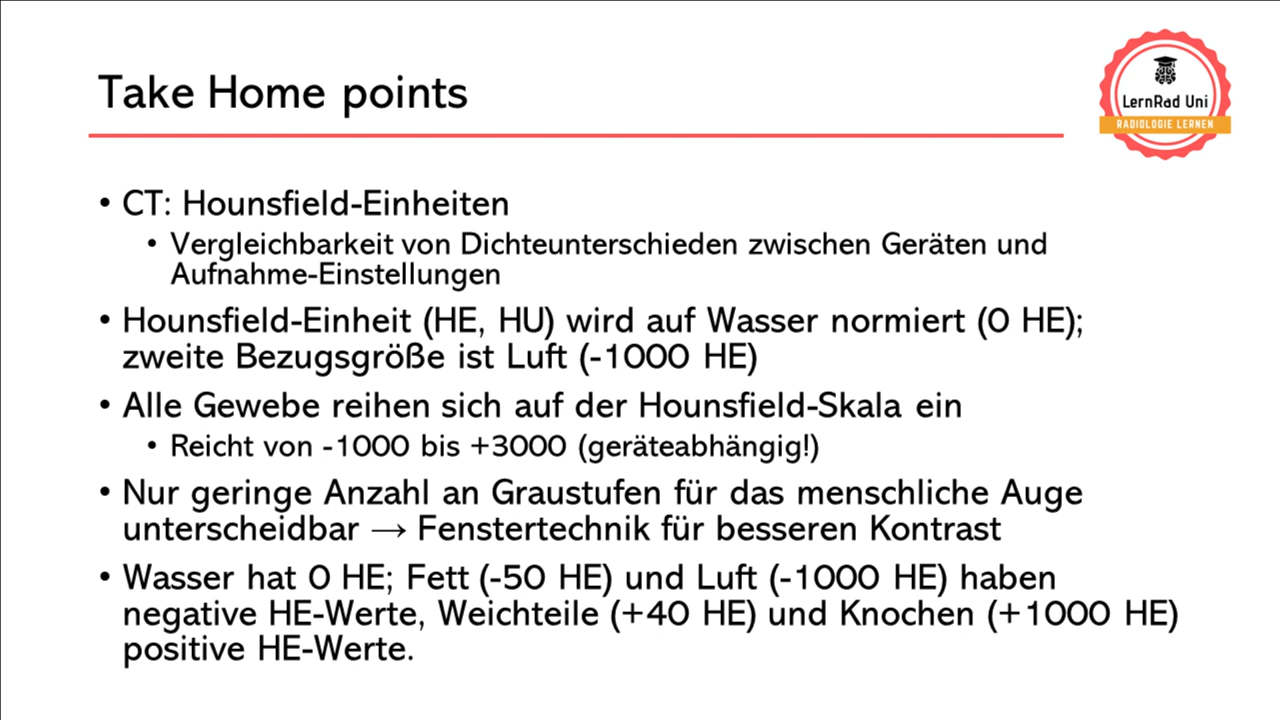 Take Home points
LernRad Uni
RADIOLOGIE LERNEN
• CT: Hounsfield-Einheiten
• Vergleichbarkeit von Dichteunterschieden zwischen Geräten und
Aufnahme-Einstellungen
• Hounsfield-Einheit (HE, HU) wird auf Wasser normiert (0 HE);
zweite Bezugsgröße ist Luft (-1000 HE)
• Alle Gewebe reihen sich auf der Hounsfield-Skala ein
• Reicht von -1000 bis +3000 (geräteabhängig!)
• Nur geringe Anzahl an Graustufen für das menschliche Auge
unterscheidbar → Fenstertechnik für besseren Kontrast
• Wasser hat 0 HE; Fett (-50 HE) und Luft (-1000 HE) haben
negative HE-Werte, Weichteile (+40 HE) und Knochen (+1000 HE)
positive HE-Werte.